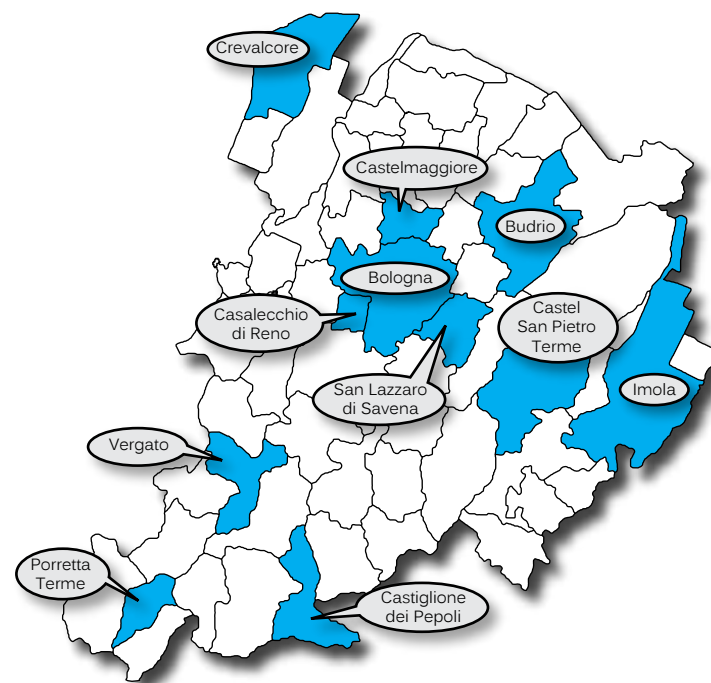 Crevalcore
Castelmaggiore
Budrio
Bologna
Casalecchio
di Reno
Castel
San Pietro
Terme
San Lazzaro
di Savena
Imola
Vergato
Porretta
Terme
Castiglione
dei Pepoli